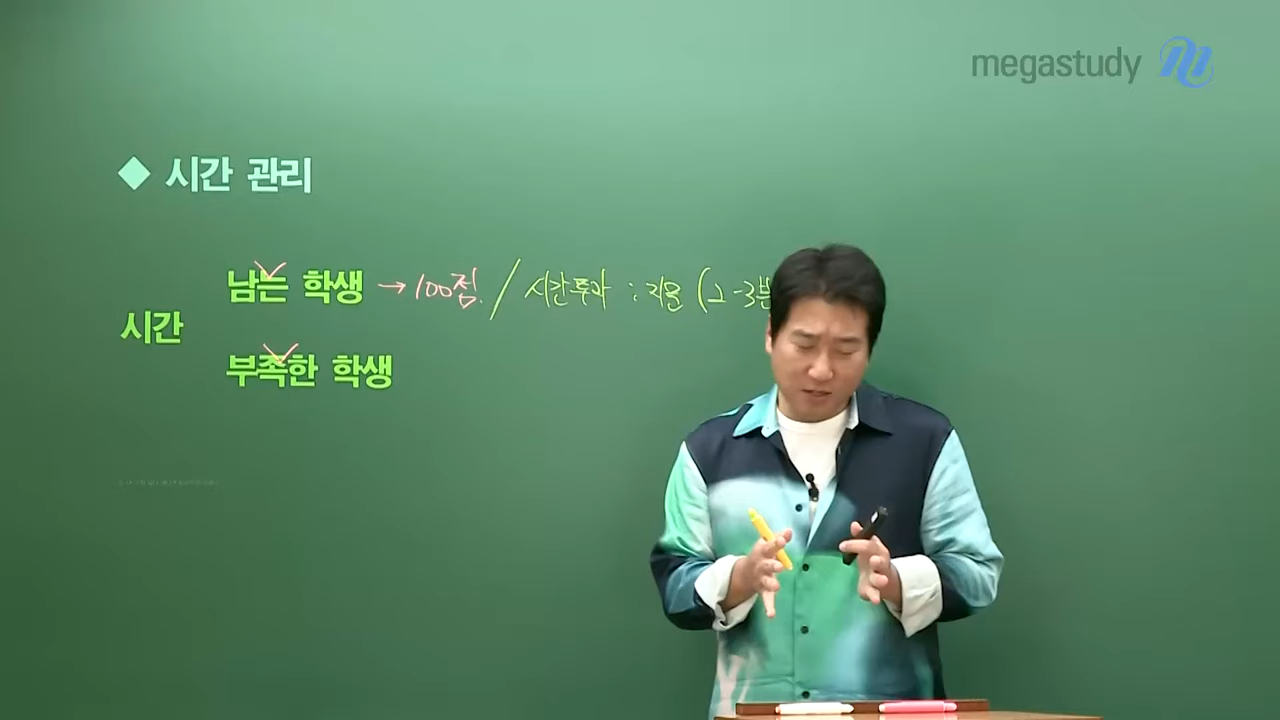 megastudy
◆ 시간 관리
남는 학생 → 100점. / 시간투자 : 지문 (2-3분
시간
부족한 학생